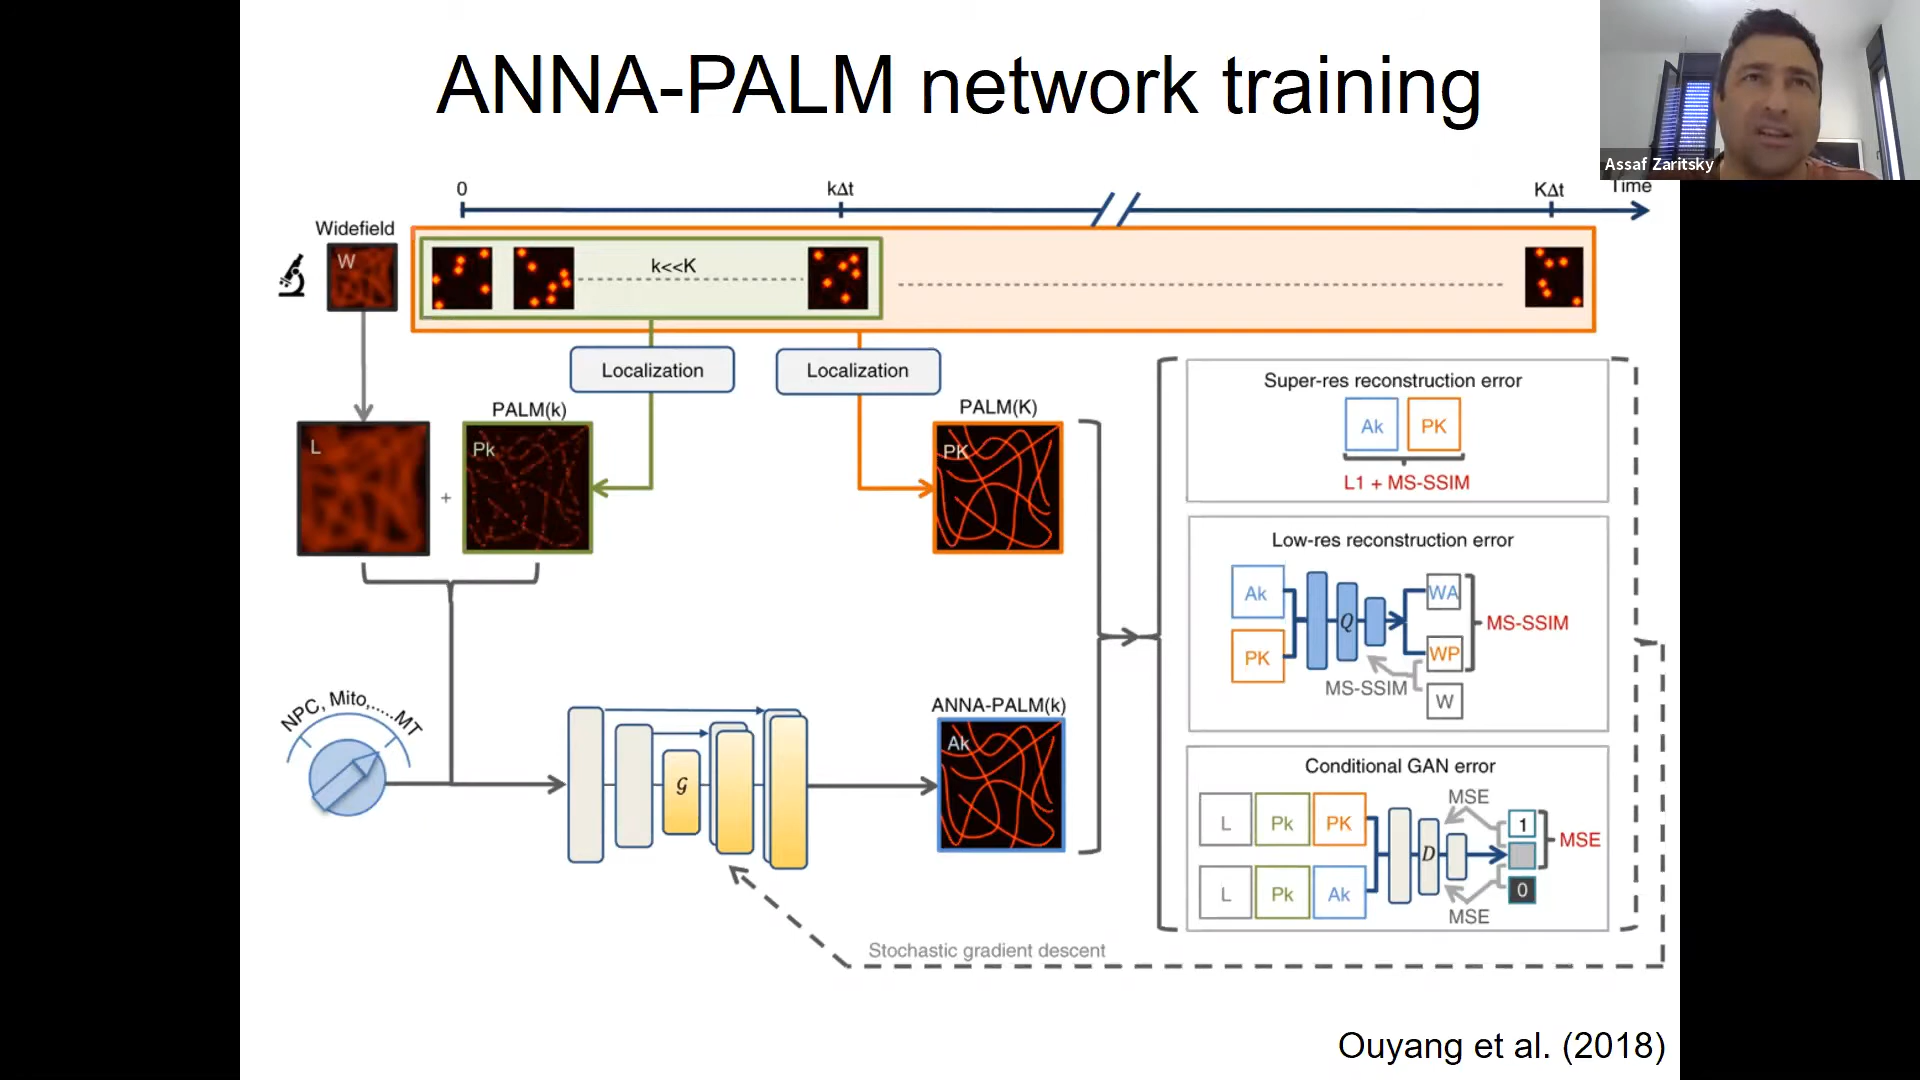 ANNA-PALM network training
Assaf Zaritsky
0
kΔt
KΔt
Time
Widefield
W
k<<K
Localization
Localization
PALM(k)
PALM(K)
L
+
Pk
PK
NPC, Mito,.....MT
G
ANNA-PALM(k)
Ak
Super-res reconstruction error
Ak
PK
L1 + MS-SSIM
Low-res reconstruction error
Ak
PK
Q
WA
WP
W
MS-SSIM
MS-SSIM
Conditional GAN error
L
Pk
PK
L
Pk
Ak
D
MSE
1
0
MSE
MSE
Stochastic gradient descent
Ouyang et al. (2018)